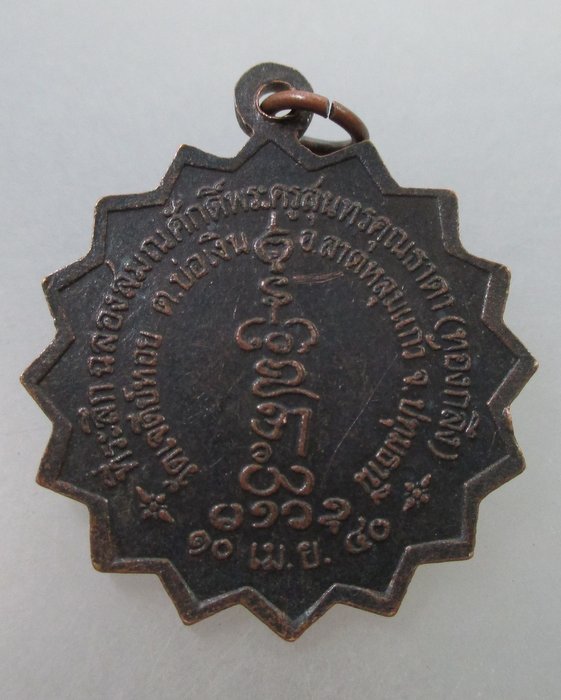 ที่ระลึก ฉลองสมณศักดิ์พระครูสุนทรคุณธาดา (ทองกลึง)
วัดเจดีย์หอย ต.บ่อเงิน อ.ลาดหลุมแก้ว จ.ปทุมธานี
๑๐ เม.ย. ๔๐